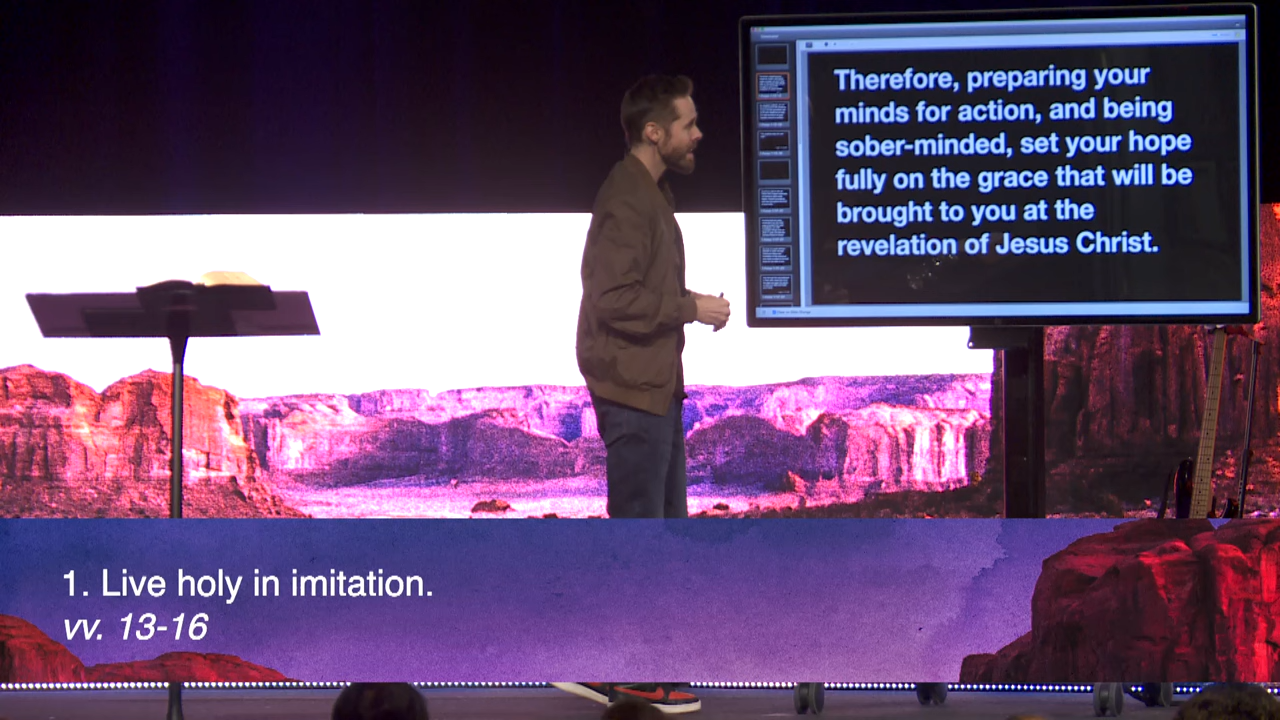 Therefore, preparing your
minds for action, and being
sober-minded, set your hope
fully on the grace that will be
brought to you at the
revelation of Jesus Christ.
1. Live holy in imitation.
vv. 13-16